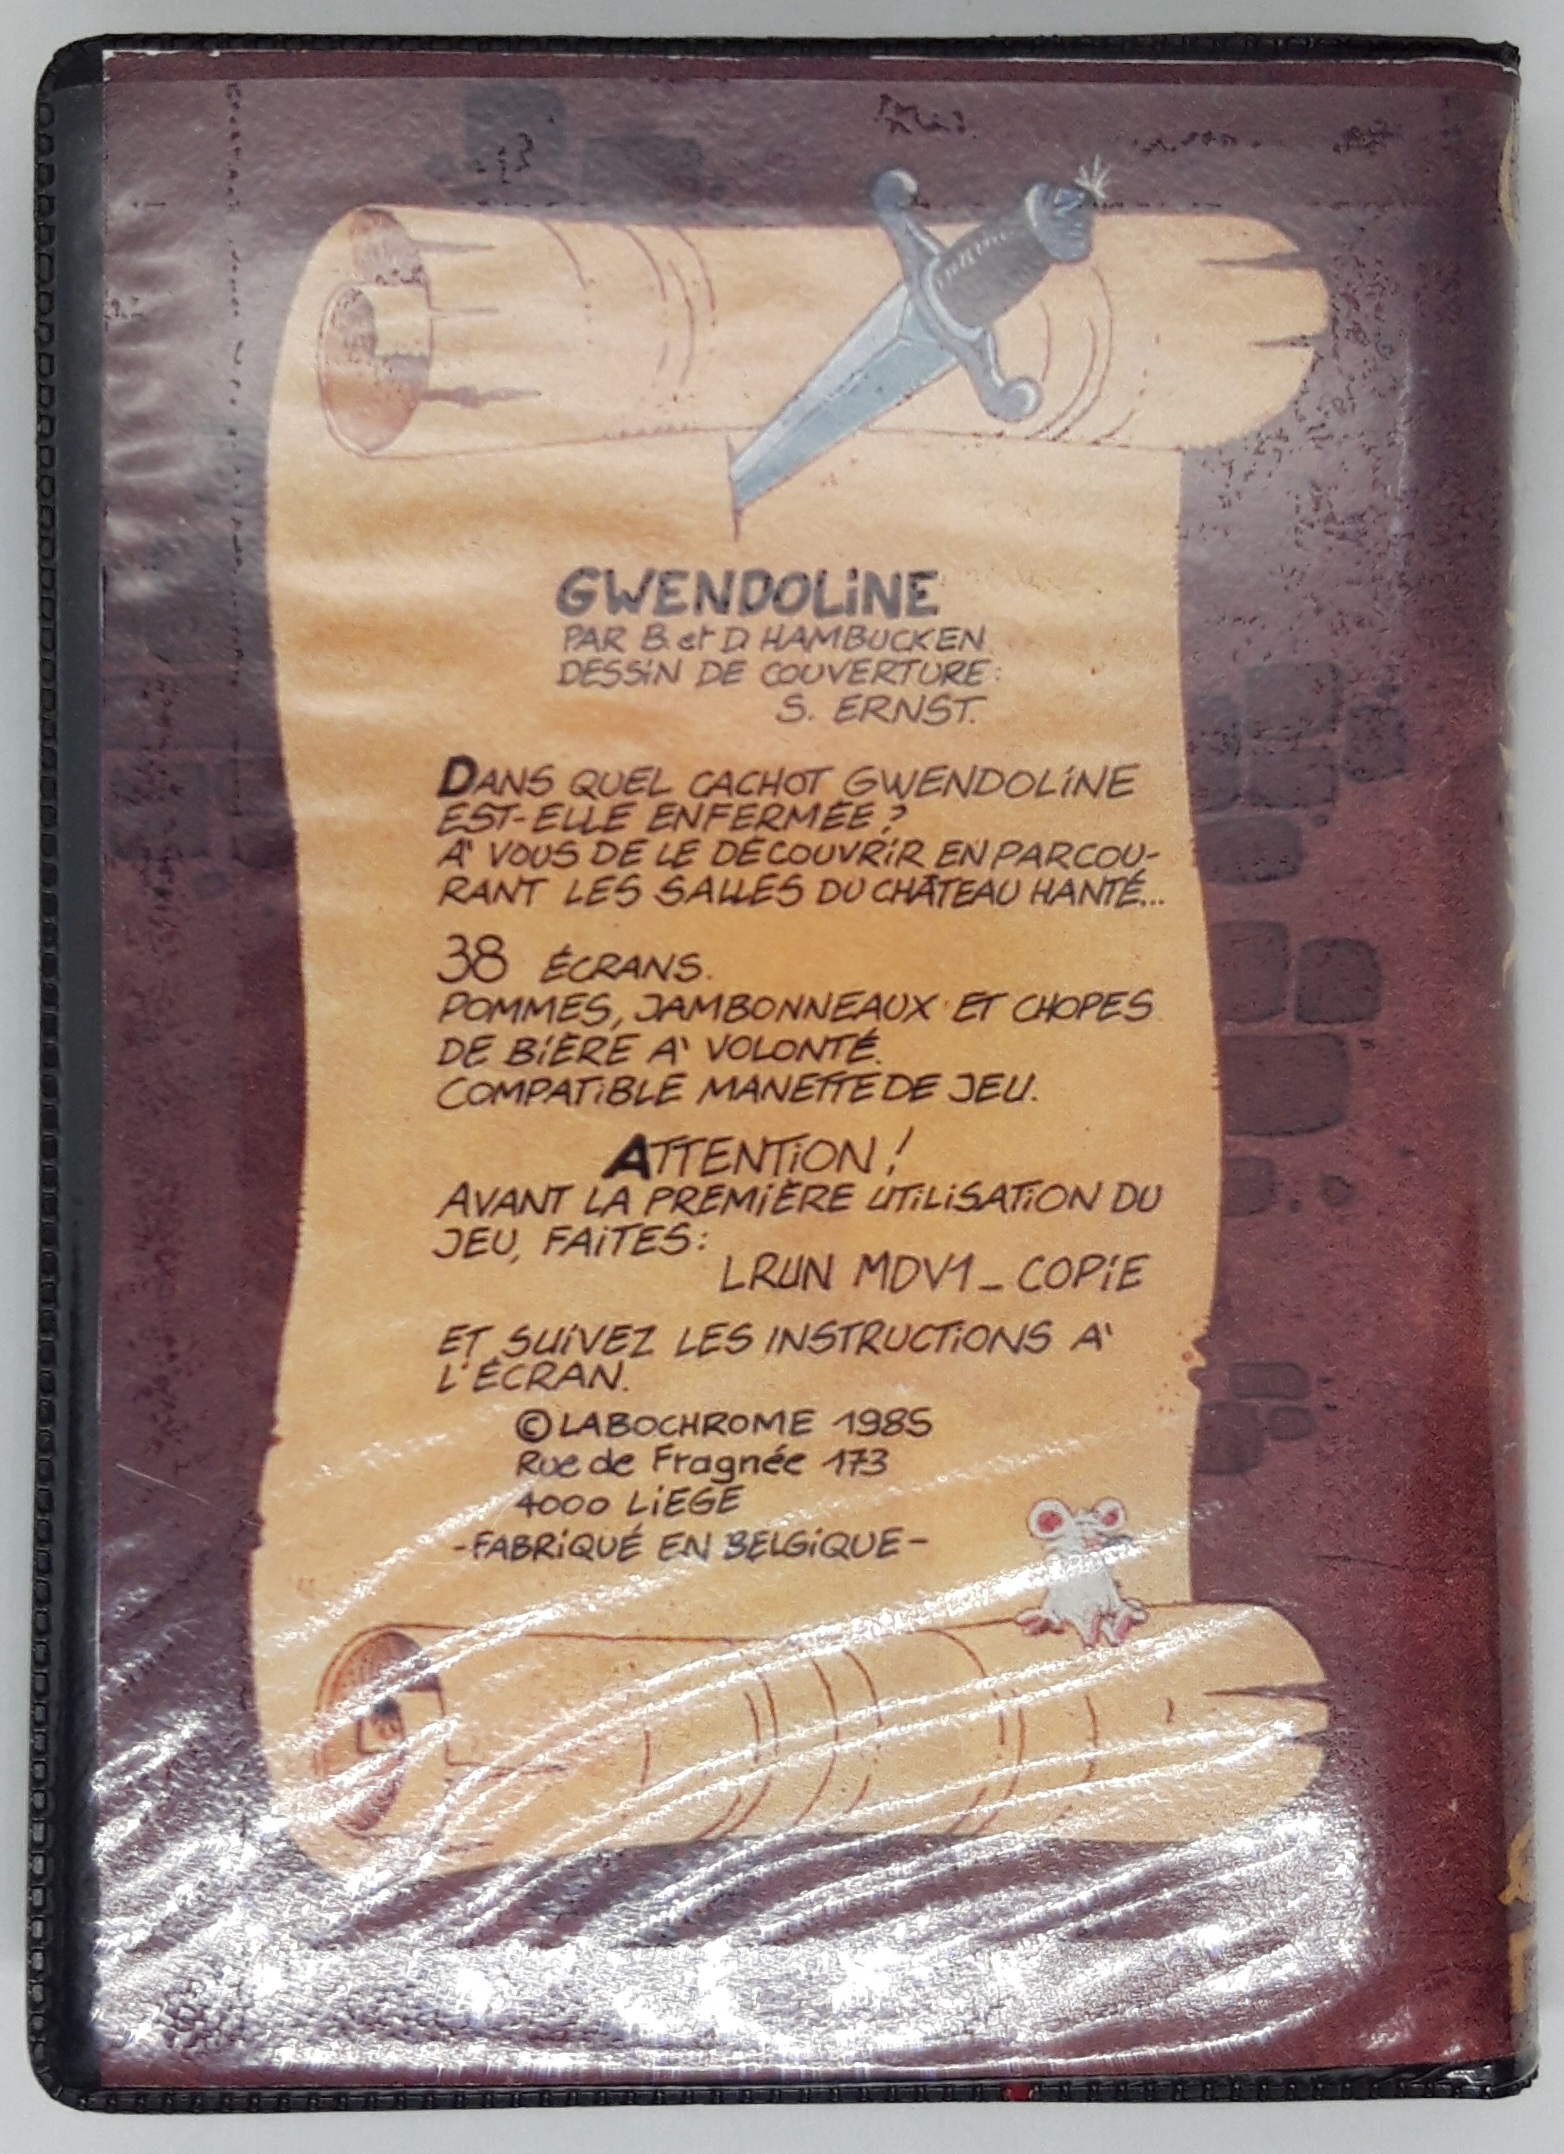 GWENDOLINE
PAR B. et D. HAMBUCKEN
DESSIN DE COUVERTURE:
S. ERNST.
DANS QUEL CACHOT GWENDOLINE
EST-ELLE ENFERMÉE?
À VOUS DE LE DÉCOUVRIR EN PARCOU-
RANT LES SALLES DU CHÂTEAU HANTÉ...
38 ÉCRANS.
POMMES, JAMBONNEAUX ET CHOPES
DE BIÈRE À VOLONTÉ.
COMPATIBLE MANETTE DE JEU.
ATTENTION!
AVANT LA PREMIÈRE UTILISATION DU
JEU, FAITES:
LRUN MDV1_COPIE
ET SUIVEZ LES INSTRUCTIONS À
L'ÉCRAN.
© LABOCHROME 1985
Rue de Fragnée 173
4000 LIEGE
-FABRIQUÉ EN BELGIQUE-